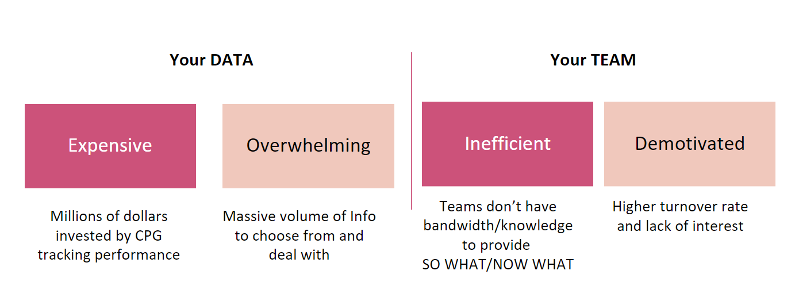 Your DATA
Your TEAM
Expensive
Overwhelming
Inefficient
Demotivated
Millions of dollars
invested by CPG
tracking performance
Massive volume of Info
to choose from and
deal with
Teams don’t have
bandwidth/knowledge
to provide
SO WHAT/NOW WHAT
Higher turnover rate
and lack of interest